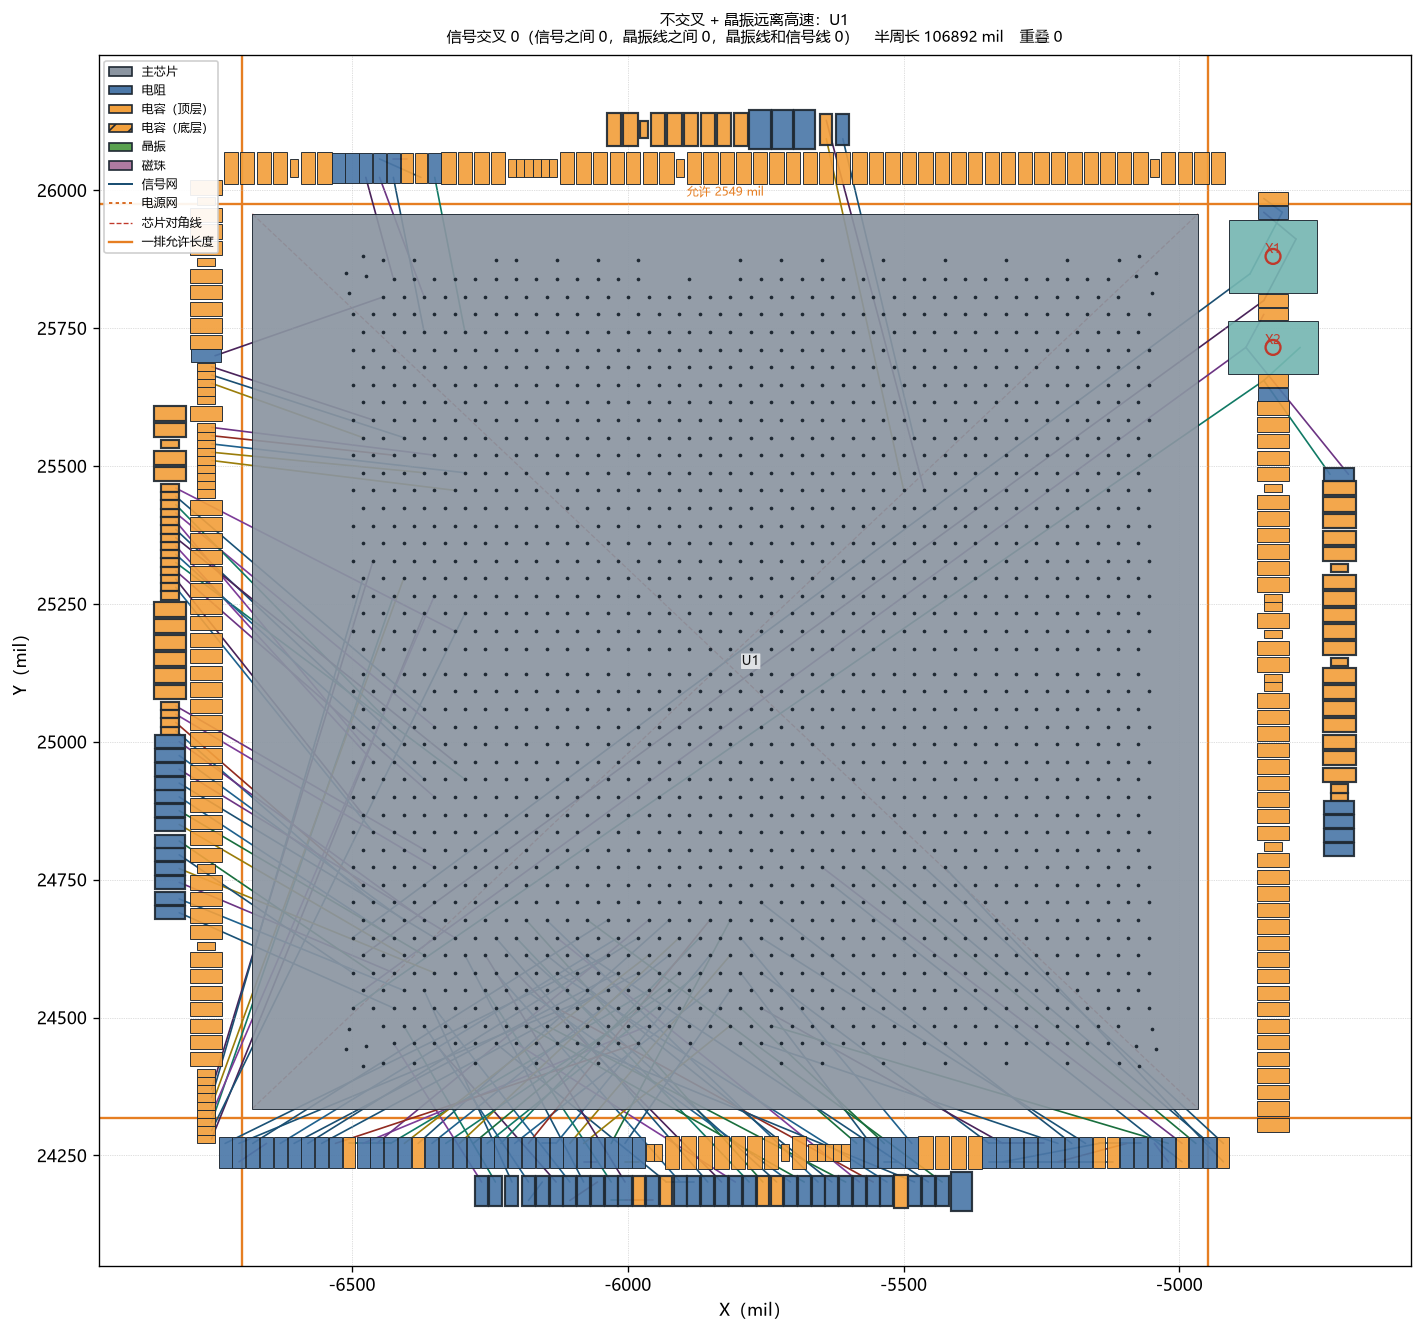 不交叉 + 晶振远离高速: U1
信号交叉 0（信号之间 0，晶振线之间 0，晶振线和信号线 0） 半周长 106892 mil 重叠 0
主芯片
电阻
电容（顶层）
电容（底层）
晶振
磁珠
信号网
电源网
芯片对角线
一排允许长度
允许 2549 mil
X1
X2
U1
26000
25750
25500
25250
25000
24750
24500
24250
Y（mil）
-6500
-6000
-5500
-5000
X（mil）